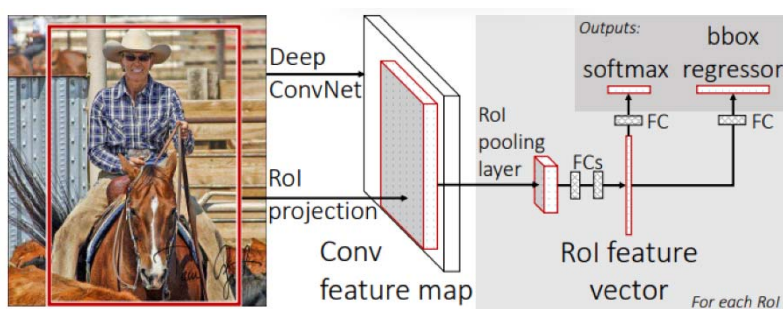 Deep
ConvNet
RoI
projection
Conv
feature map
RoI
pooling
layer
FCs
RoI feature
vector
For each RoI
Outputs:
softmax
bbox
regressor
FC
FC